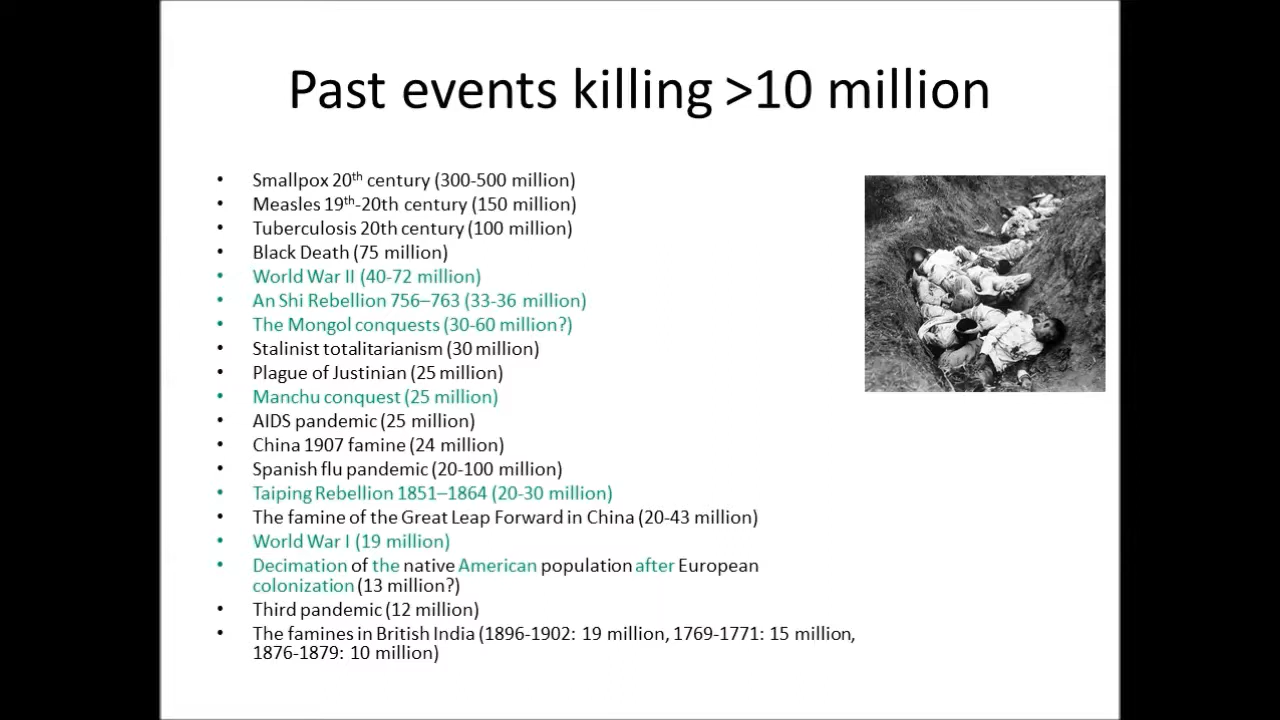 Past events killing >10 million
• Smallpox 20th century (300-500 million)
• Measles 19th-20th century (150 million)
• Tuberculosis 20th century (100 million)
• Black Death (75 million)
• World War II (40-72 million)
• An Shi Rebellion 756–763 (33-36 million)
• The Mongol conquests (30-60 million?)
• Stalinist totalitarianism (30 million)
• Plague of Justinian (25 million)
• Manchu conquest (25 million)
• AIDS pandemic (25 million)
• China 1907 famine (24 million)
• Spanish flu pandemic (20-100 million)
• Taiping Rebellion 1851–1864 (20-30 million)
• The famine of the Great Leap Forward in China (20-43 million)
• World War I (19 million)
• Decimation of the native American population after European
colonization (13 million?)
• Third pandemic (12 million)
• The famines in British India (1896-1902: 19 million, 1769-1771: 15 million,
1876-1879: 10 million)